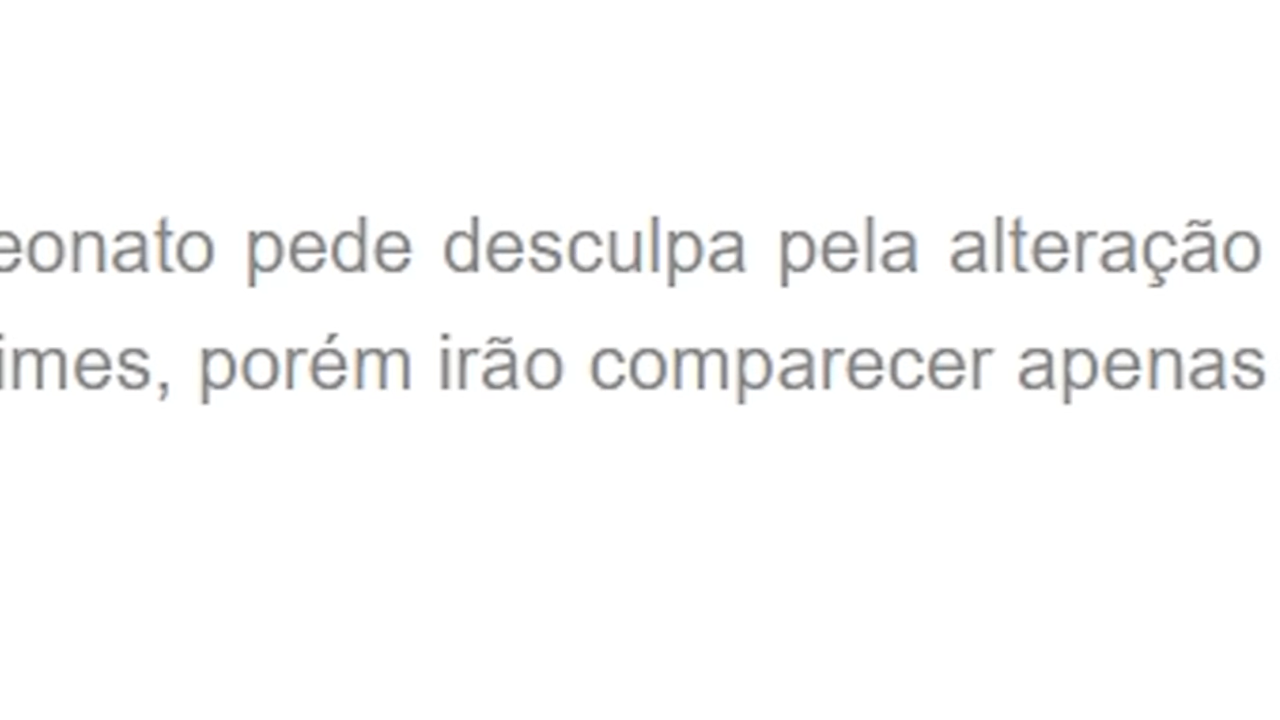 eonato pede desculpa pela alteração
imes, porém irão comparecer apenas